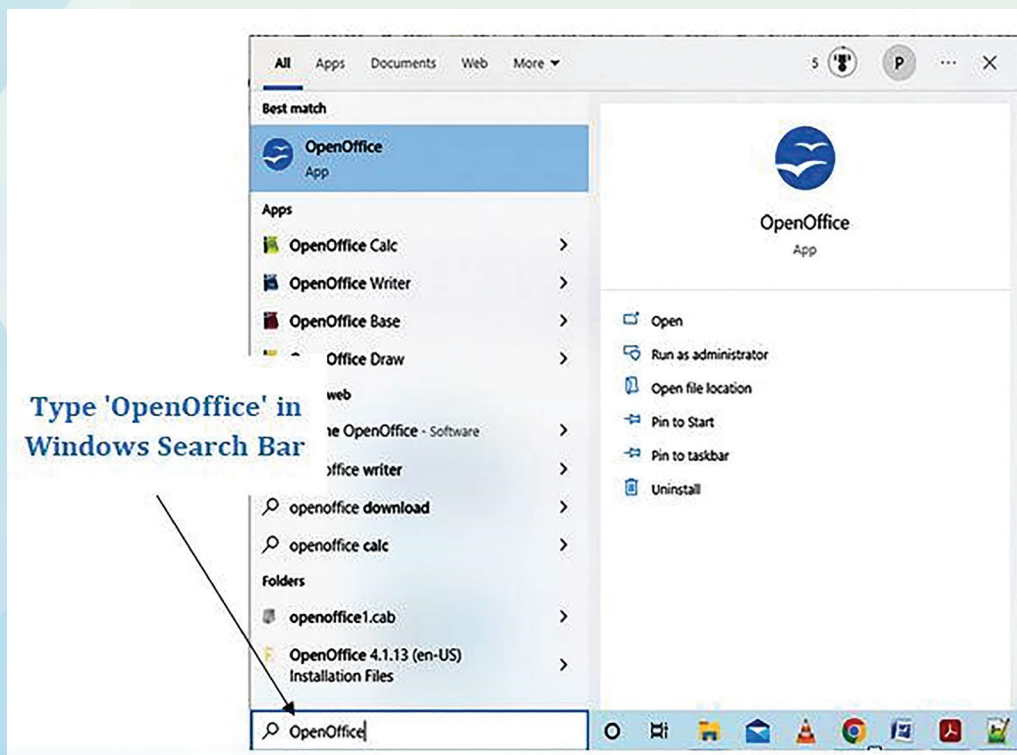 All Apps Documents Web More
5 P ... 
Best match
OpenOffice
App
Apps
OpenOffice Calc
OpenOffice Writer
OpenOffice Base
Office Draw
web
OpenOffice - Software
writer
openoffice download
openoffice calc
Folders
openoffice1.cab
OpenOffice 4.1.13 (en-US)
Installation Files
OpenOffice
OpenOffice
App
Open
Run as administrator
Open file location
Pin to Start
Pin to taskbar
Uninstall
Type 'OpenOffice' in
Windows Search Bar